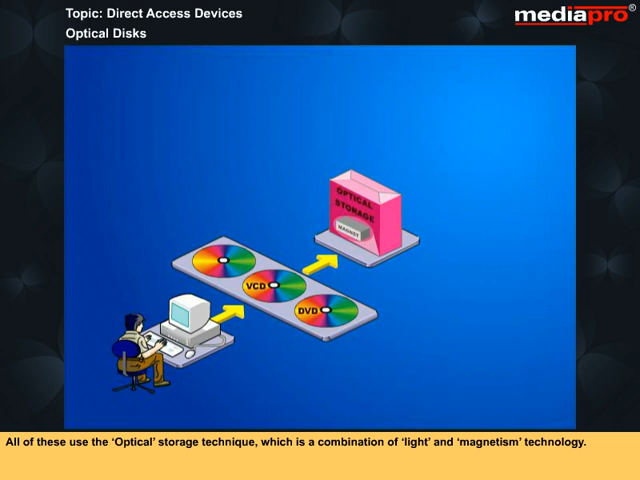 Topic: Direct Access Devices
Optical Disks
mediapro®
OPTICAL
STORAGE
MAGNET
VCD
DVD
All of these use the ‘Optical’ storage technique, which is a combination of ‘light’ and ‘magnetism’ technology.